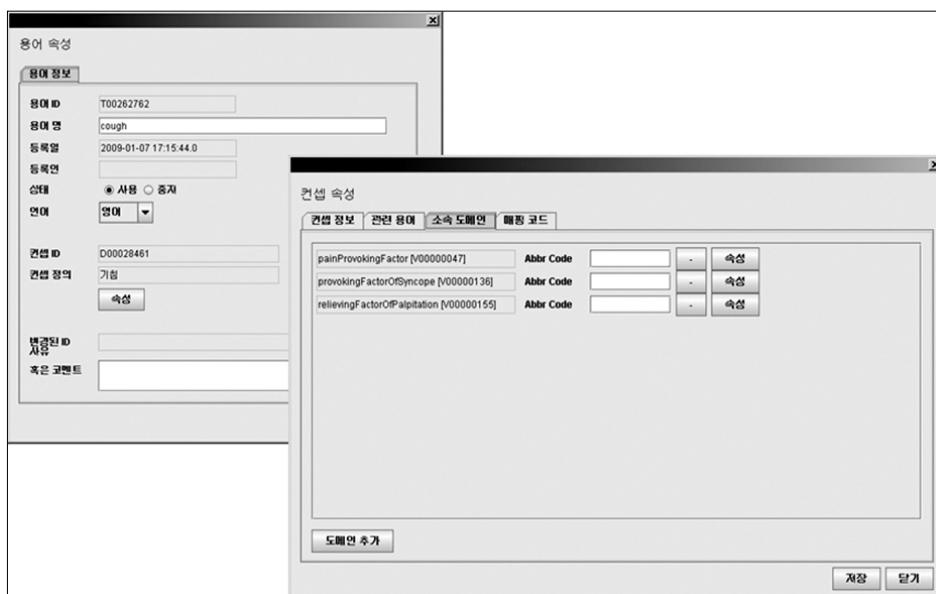 용어 속성
용어 정보
용어 ID T00262762
용어 명 cough
등록일 2009-01-07 17:15:44.0
등록인
상태 사용 중지
언어 영어
컨셉 ID D00028461
컨셉 정의 기침
속성
변경된 ID
사유
혹은 코멘트
컨셉 속성
컨셉 정보 관련 용어 소속 도메인 매핑 코드
painProvokingFactor [V00000047] Abbr Code - 속성
provokingFactorOfSyncope [V00000136] Abbr Code - 속성
relievingFactorOfPalpitation [V00000155] Abbr Code - 속성
도메인 추가
저장 닫기